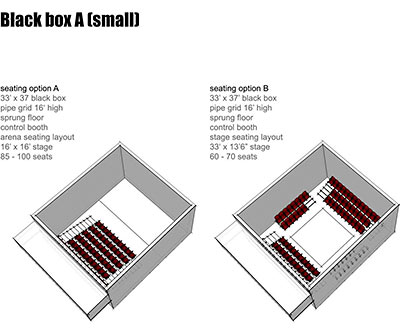 Black box A (small)
seating option A
33' x 37 black box
pipe grid 16' high
sprung floor
control booth
arena seating layout
16' x 16' stage
85 - 100 seats
seating option B
33' x 37' black box
pipe grid 16' high
sprung floor
control booth
stage seating layout
33' x 13'6" stage
60 - 70 seats